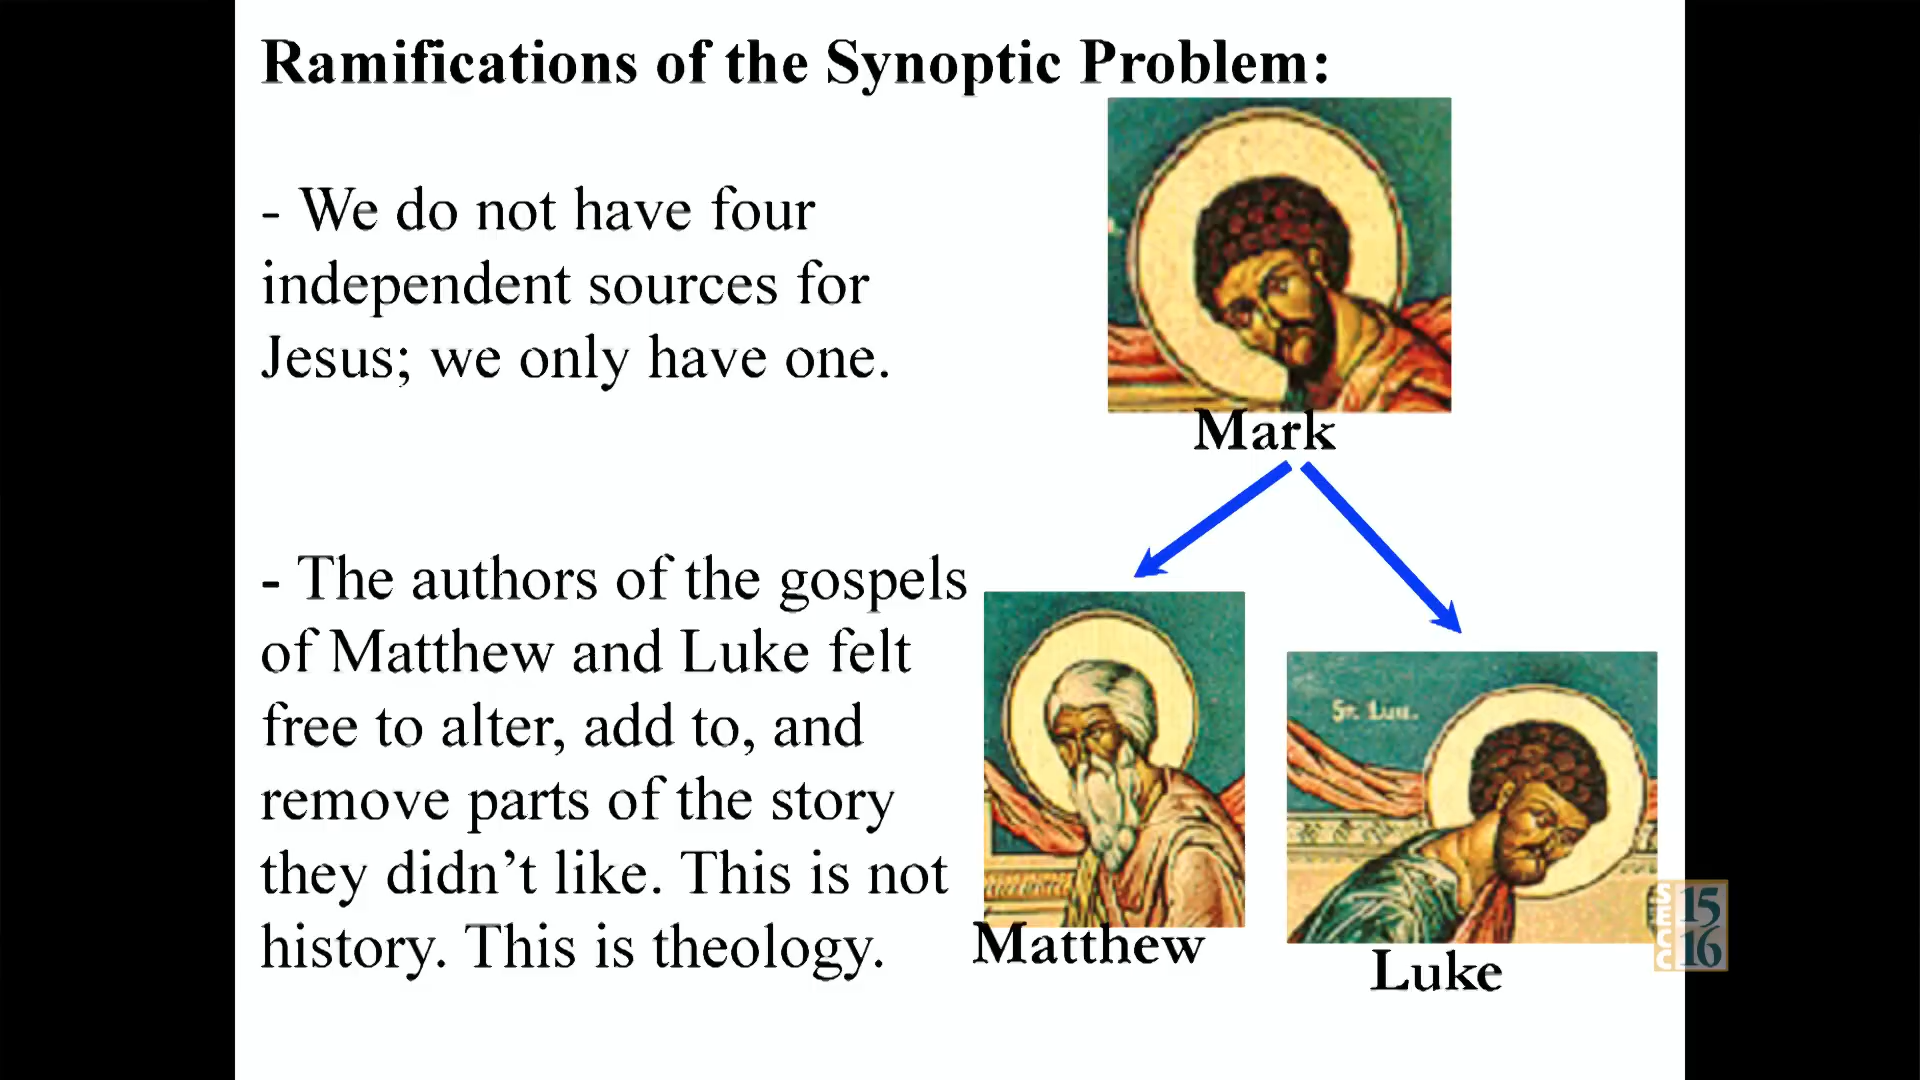 Ramifications of the Synoptic Problem:
- We do not have four
independent sources for
Jesus; we only have one.
Mark
- The authors of the gospels
of Matthew and Luke felt
free to alter, add to, and
remove parts of the story
they didn’t like. This is not
history. This is theology.
Matthew
St. Luke.
Luke
SMCC
15
16